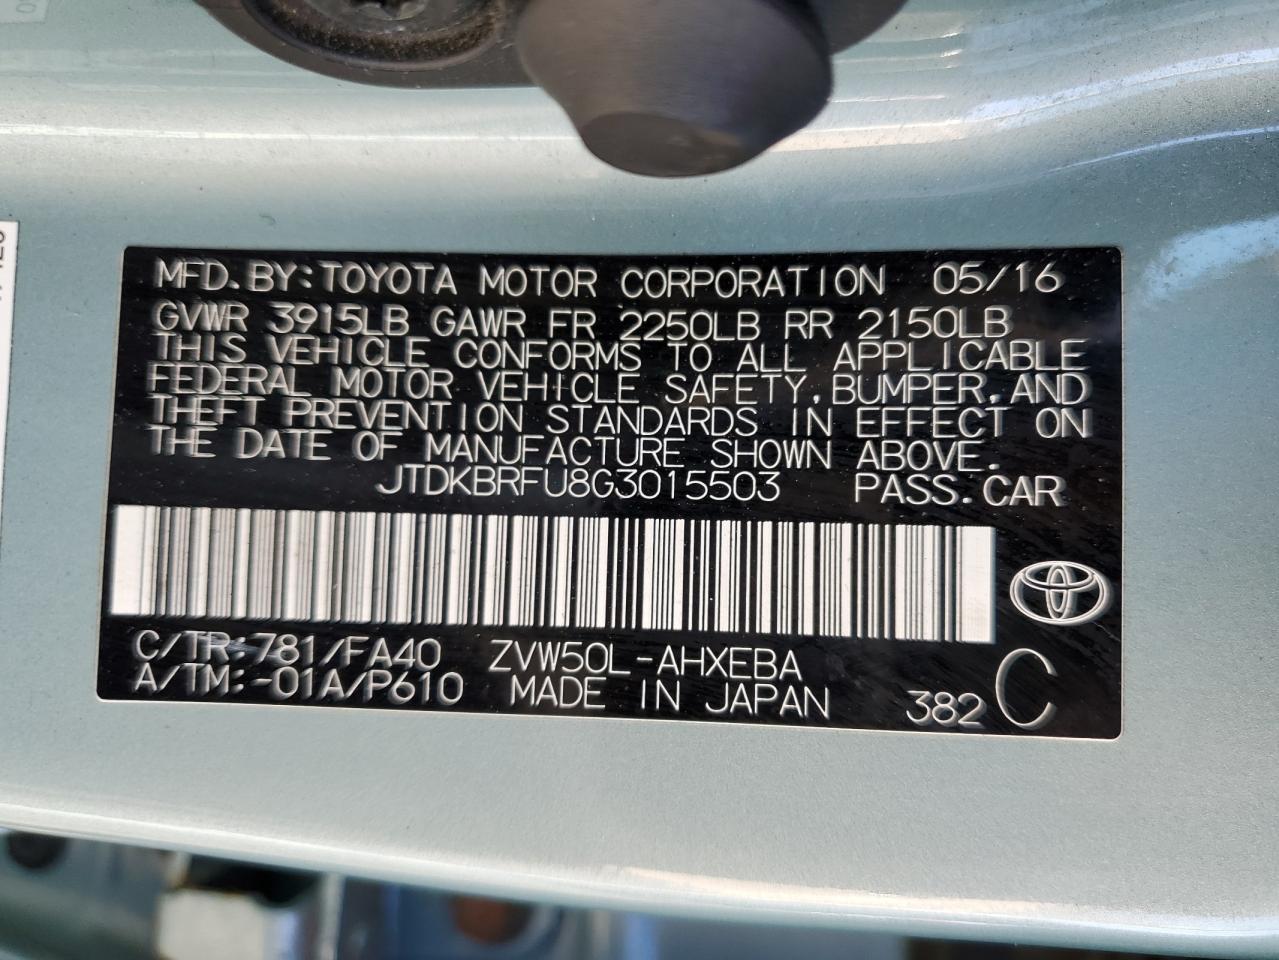 MFD.BY:TOYOTA MOTOR CORPORATION 05/16
GVWR 3915LB GAWR FR 2250LB RR 2150LB
THIS VEHICLE CONFORMS TO ALL APPLICABLE
FEDERAL MOTOR VEHICLE SAFETY,BUMPER,AND
THEFT PREVENTION STANDARDS IN EFFECT ON
THE DATE OF MANUFACTURE SHOWN ABOVE.
JTDKBRFU8G3015503 PASS.CAR
C/TR:781/FA40 ZVW50L-AHXEBA
A/TM:-01A/P610 MADE IN JAPAN 382 C